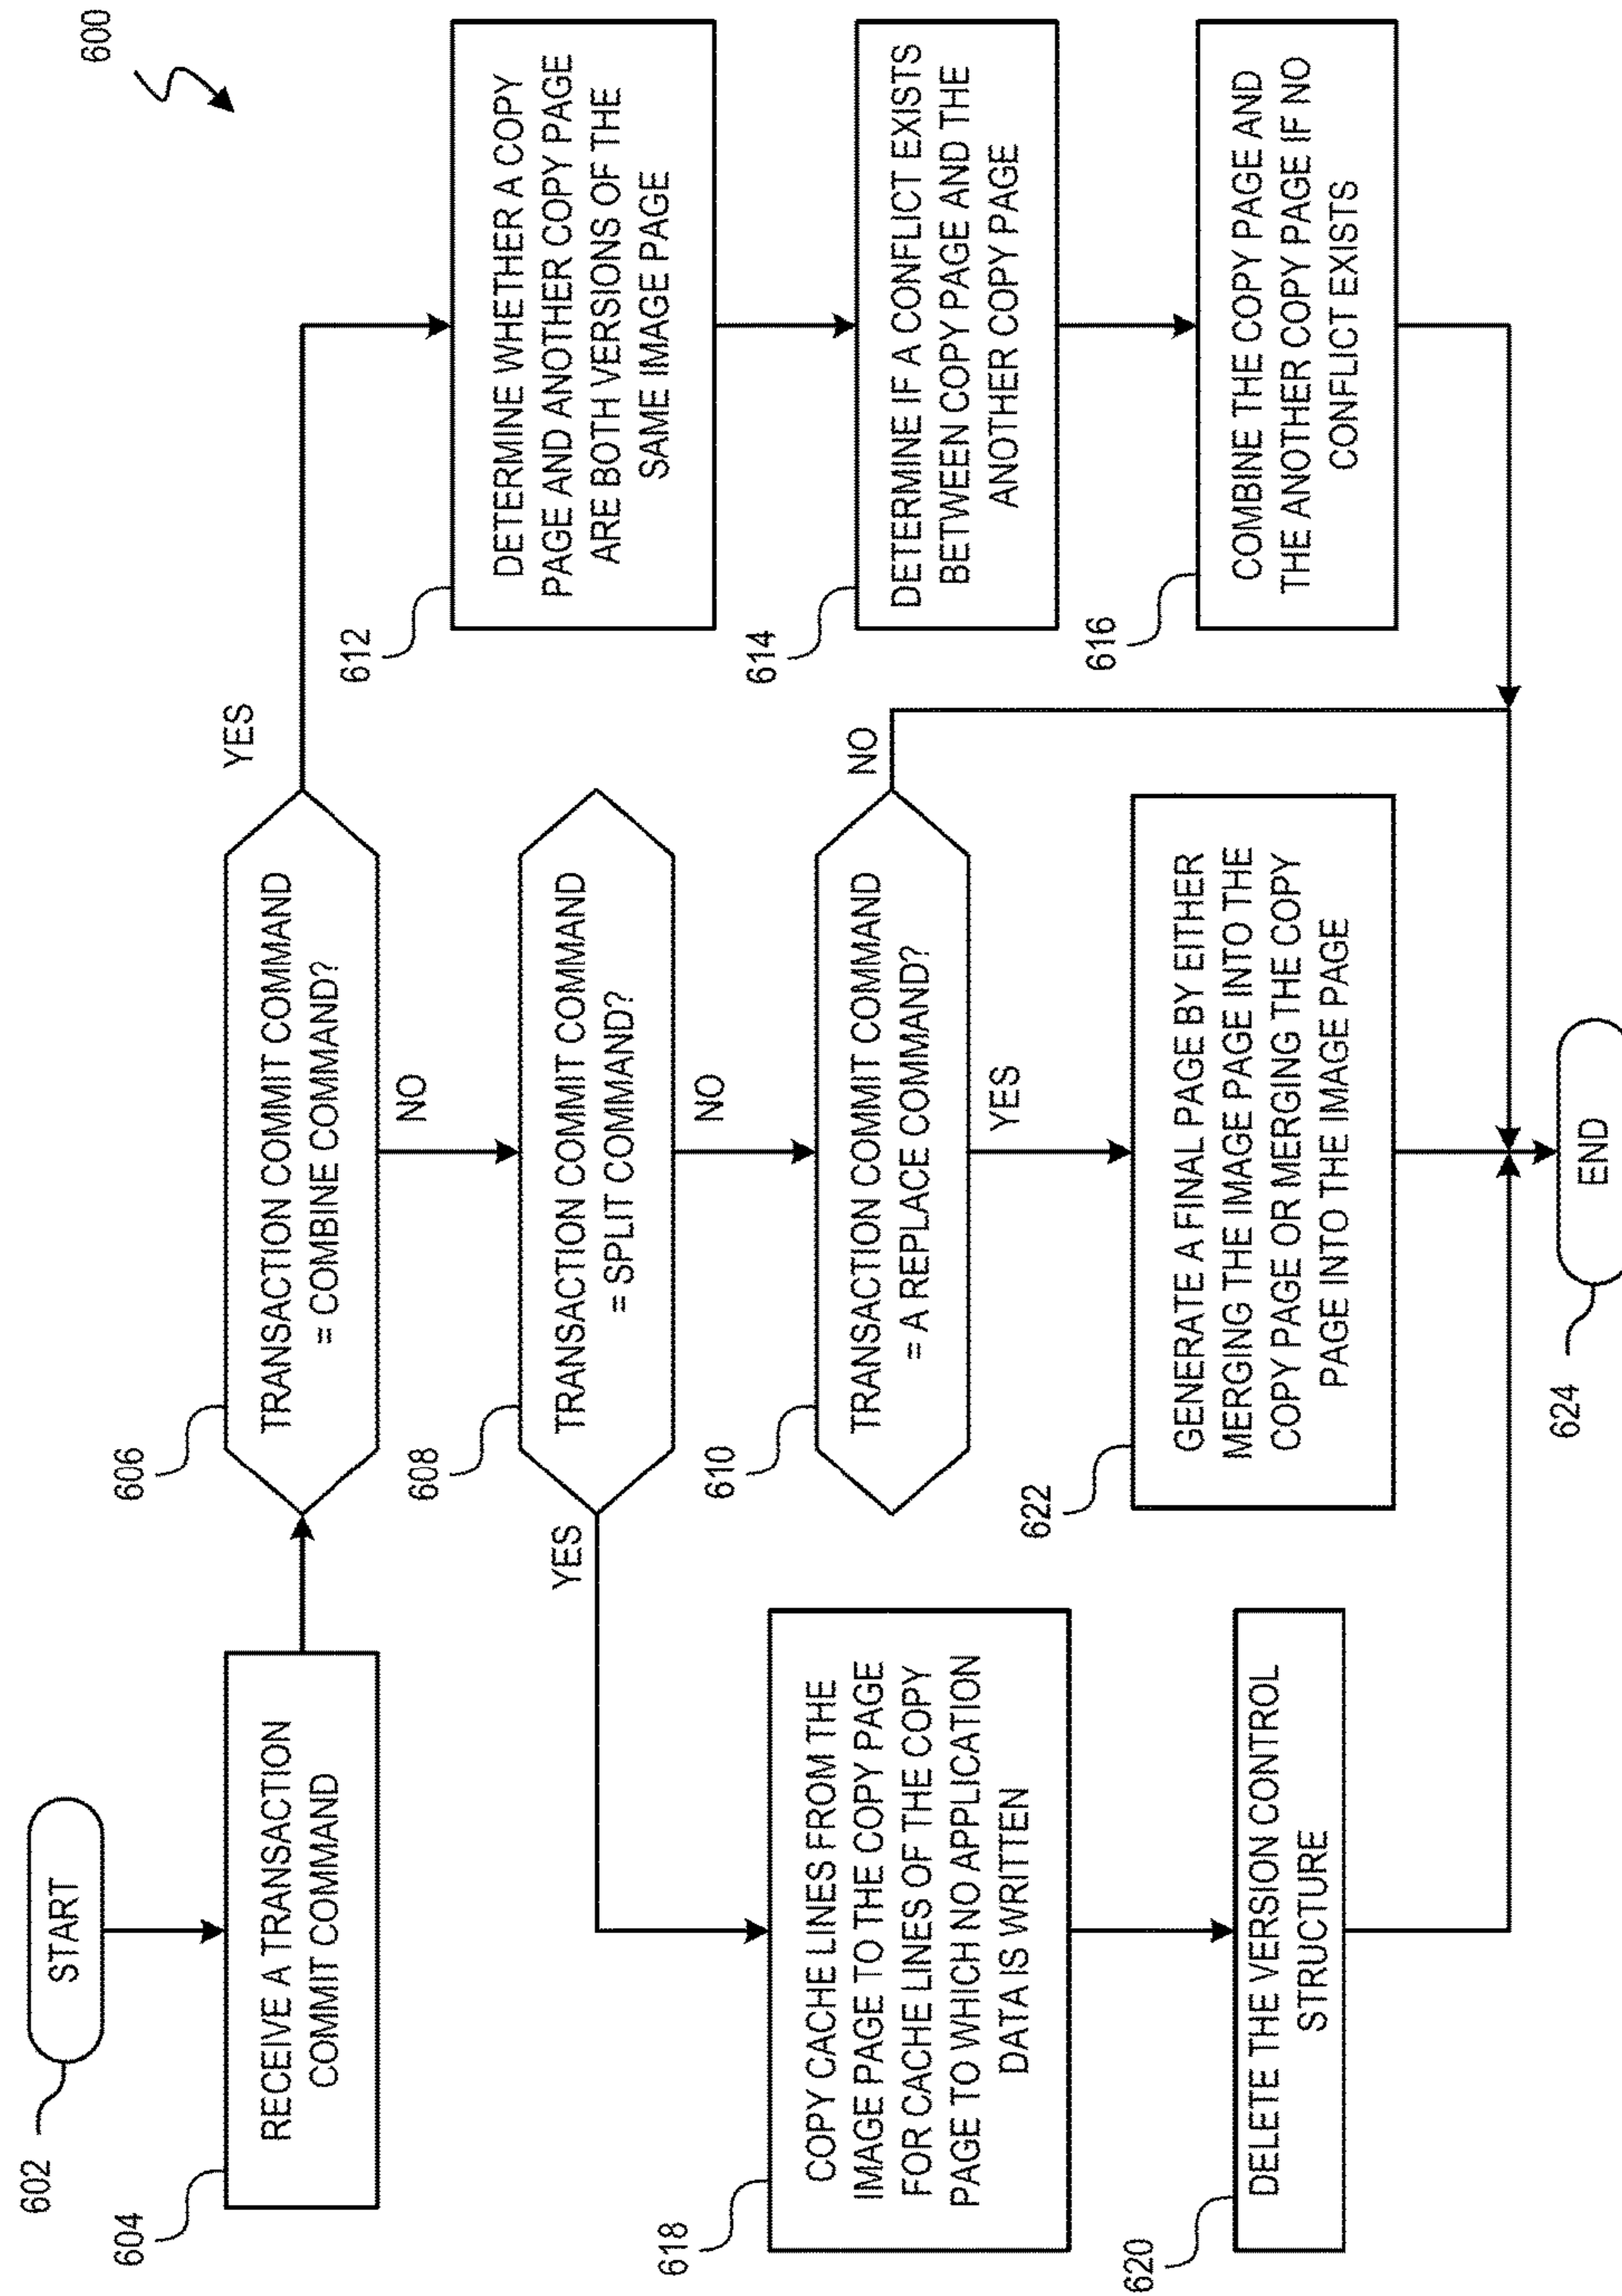 600
602
START
604
RECEIVE A TRANSACTION
COMMIT COMMAND
606
TRANSACTION COMMIT COMMAND
= COMBINE COMMAND?
YES
NO
608
TRANSACTION COMMIT COMMAND
= SPLIT COMMAND?
YES
NO
610
TRANSACTION COMMIT COMMAND
= A REPLACE COMMAND?
NO
YES
612
DETERMINE WHETHER A COPY
PAGE AND ANOTHER COPY PAGE
ARE BOTH VERSIONS OF THE
SAME IMAGE PAGE
614
DETERMINE IF A CONFLICT EXISTS
BETWEEN COPY PAGE AND THE
ANOTHER COPY PAGE
616
COMBINE THE COPY PAGE AND
THE ANOTHER COPY PAGE IF NO
CONFLICT EXISTS
618
COPY CACHE LINES FROM THE
IMAGE PAGE TO THE COPY PAGE
FOR CACHE LINES OF THE COPY
PAGE TO WHICH NO APPLICATION
DATA IS WRITTEN
620
DELETE THE VERSION CONTROL
STRUCTURE
622
GENERATE A FINAL PAGE BY EITHER
MERGING THE IMAGE PAGE INTO THE
COPY PAGE OR MERGING THE COPY
PAGE INTO THE IMAGE PAGE
624
END